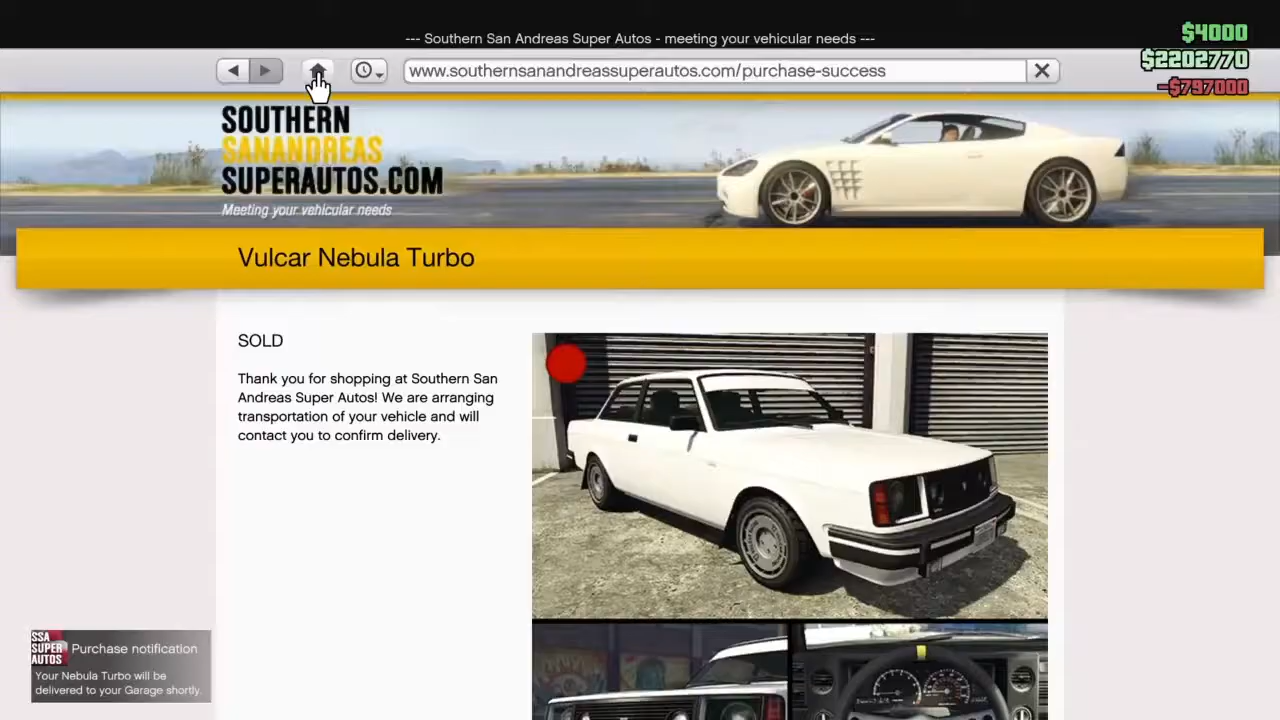 --- Southern San Andreas Super Autos - meeting your vehicular needs ---
$4000
$2202770
-$797000
www.southernsanandreassuperautos.com/purchase-success
SOUTHERN
SANANDREAS
SUPERAUTOS.COM
Meeting your vehicular needs
Vulcar Nebula Turbo
SOLD
Thank you for shopping at Southern San
Andreas Super Autos! We are arranging
transportation of your vehicle and will
contact you to confirm delivery.
SSA
SUPER
AUTOS
Purchase notification
Your Nebula Turbo will be
delivered to your Garage shortly.